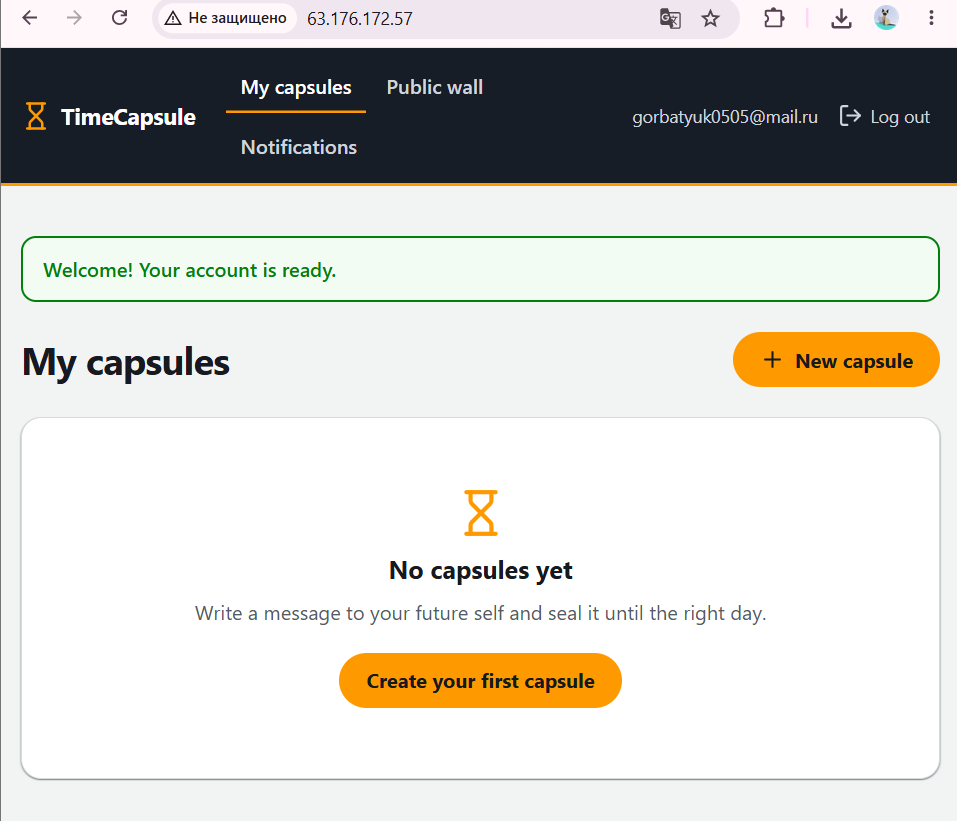 Не защищено 63.176.172.57
TimeCapsule
My capsules Public wall
Notifications
gorbatyuk0505@mail.ru Log out
Welcome! Your account is ready.
My capsules
+ New capsule
No capsules yet
Write a message to your future self and seal it until the right day.
Create your first capsule